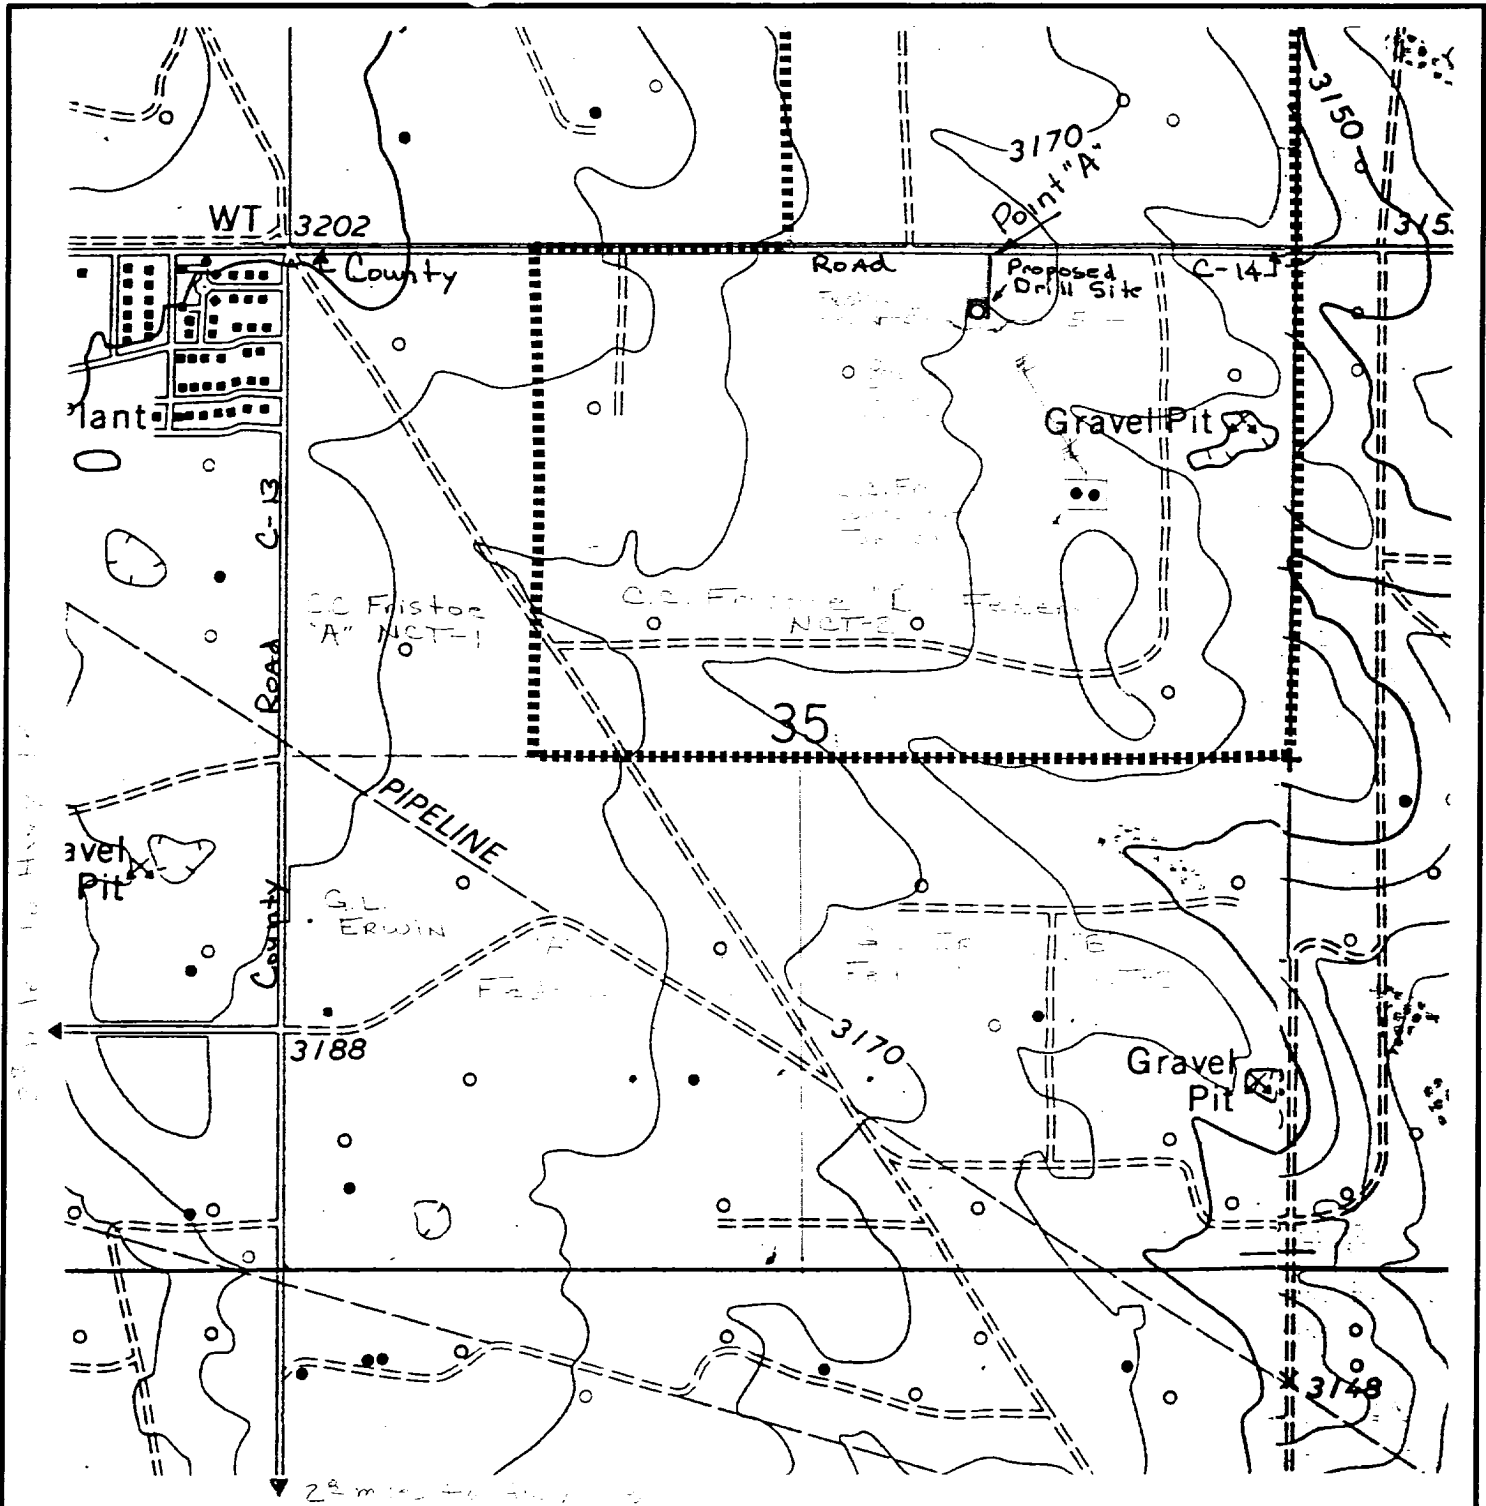 3150
3170
Point "A"
WT
3202
315
County
Road
Proposed
Drill Site
C-14
lant
Gravel Pit
C-13
C.C. Fristoe
"A" NCT-1
C.C.
NCT-2
Road
35
PIPELINE
avel
Pit
County
G.L.
ERWIN
"A"
3188
3170
Gravel
Pit
3148